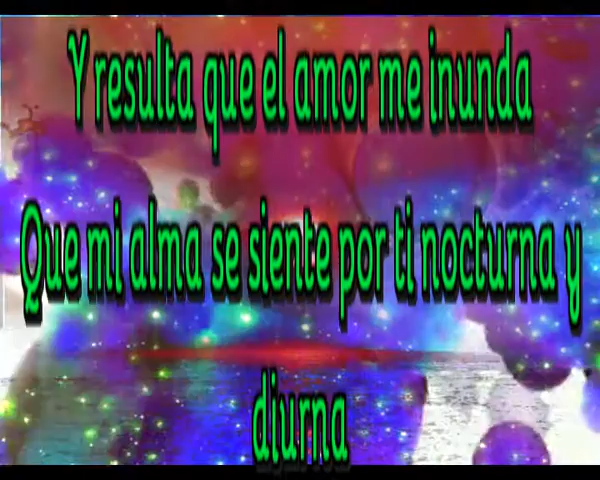 Y resulta que el amor me inunda
Que mi alma se siente por ti nocturna y
diurna